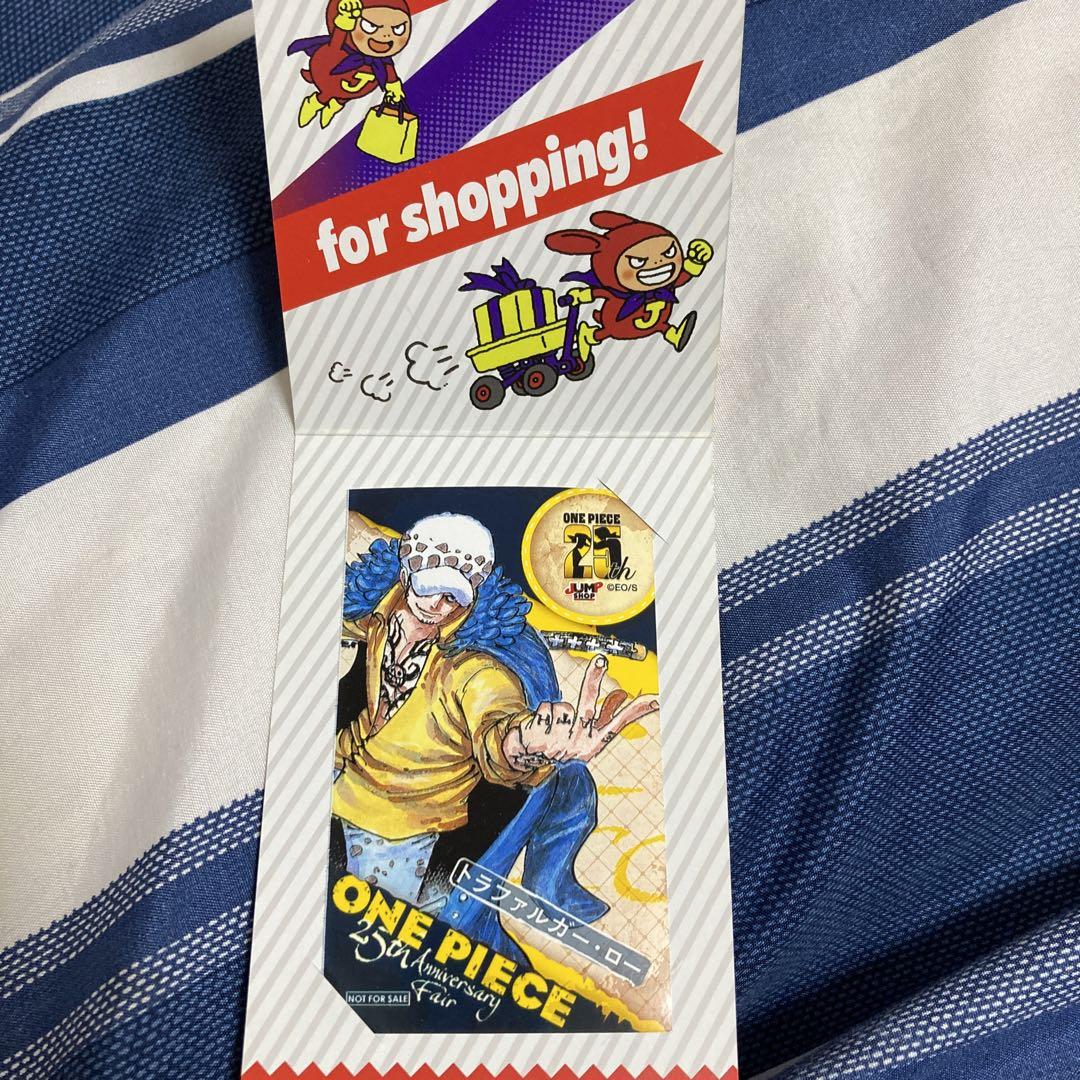 J
for shopping!
J
ONE PIECE
25th
JUMP
SHOP
©EO/S
トラファルガー・ロー
ONE PIECE
25th Anniversary
Fair
NOT FOR SALE